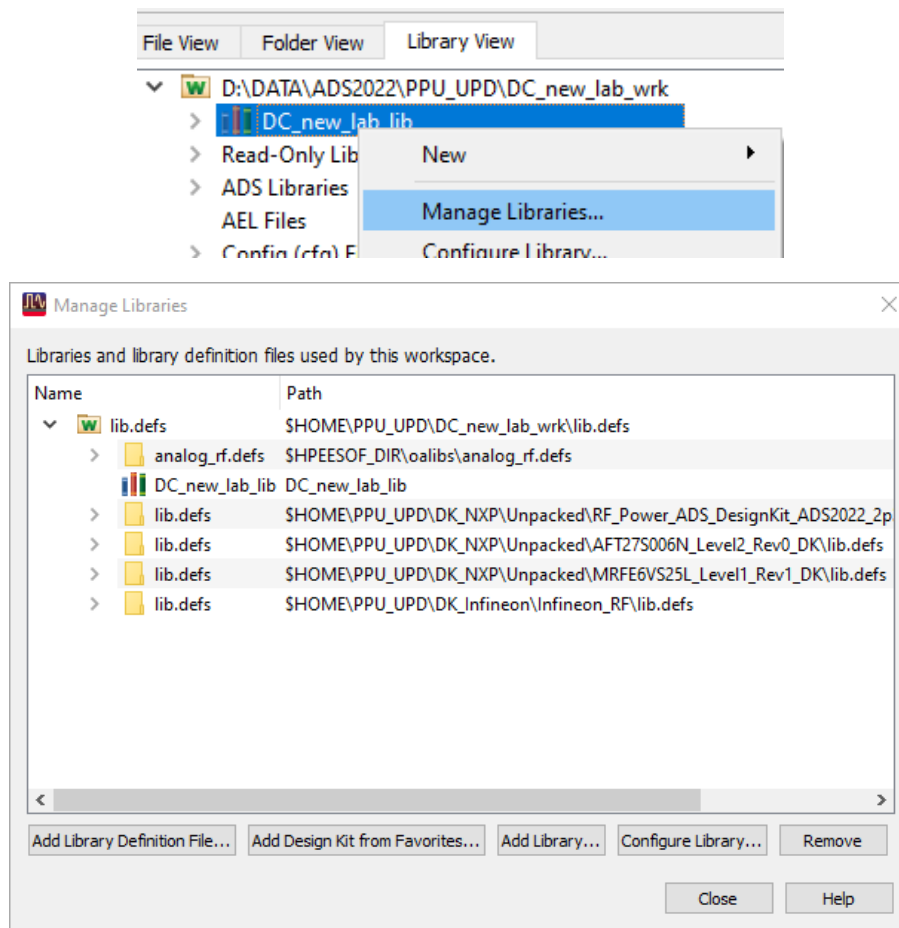 File View Folder View Library View
D:\DATA\ADS2022\PPU_UPD\DC_new_lab_wrk
DC_new_lab_lib
Read-Only Lib New
ADS Libraries Manage Libraries...
AEL Files
Config (cfg) F Configure Library...
Manage Libraries
Libraries and library definition files used by this workspace.
Name Path
lib.defs $HOME\PPU_UPD\DC_new_lab_wrk\lib.defs
analog_rf.defs $HPEESOF_DIR\oalibs\analog_rf.defs
DC_new_lab_lib DC_new_lab_lib
lib.defs $HOME\PPU_UPD\DK_NXP\Unpacked\RF_Power_ADS_DesignKit_ADS2022_2p
lib.defs $HOME\PPU_UPD\DK_NXP\Unpacked\AFT27S006N_Level2_Rev0_DK\lib.defs
lib.defs $HOME\PPU_UPD\DK_NXP\Unpacked\MRFE6VS25L_Level1_Rev1_DK\lib.defs
lib.defs $HOME\PPU_UPD\DK_Infineon\Infineon_RF\lib.defs
Add Library Definition File... Add Design Kit from Favorites... Add Library... Configure Library... Remove
Close Help